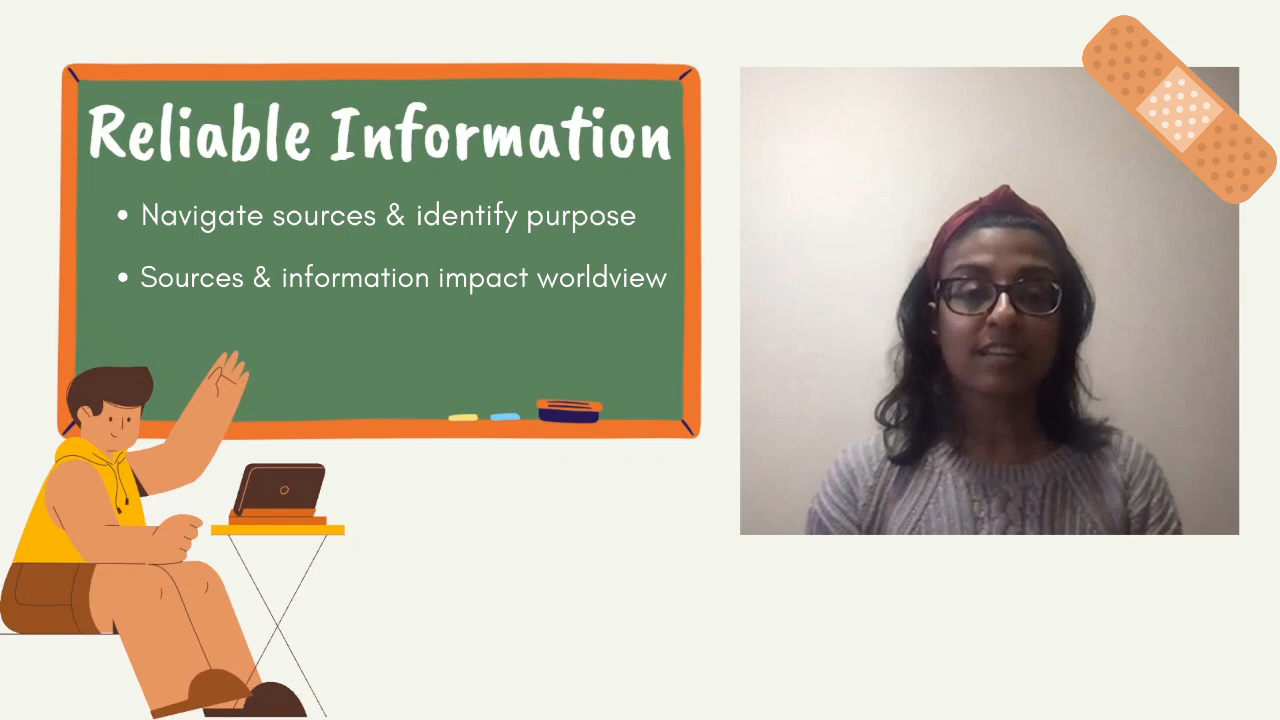 Reliable Information
• Navigate sources & identify purpose
• Sources & information impact worldview